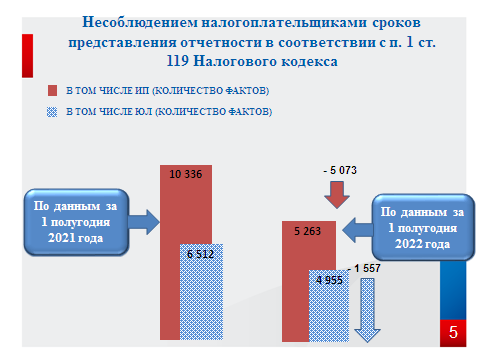 Несоблюдением налогоплательщиками сроков
представления отчетности в соответствии с п. 1 ст.
119 Налогового кодекса
В ТОМ ЧИСЛЕ ИП (КОЛИЧЕСТВО ФАКТОВ)
В ТОМ ЧИСЛЕ ЮЛ (КОЛИЧЕСТВО ФАКТОВ)
10 336
- 5 073
По данным за
1 полугодия
2021 года
6 512
5 263
По данным за
1 полугодия
2022 года
4 955
- 1 557
5